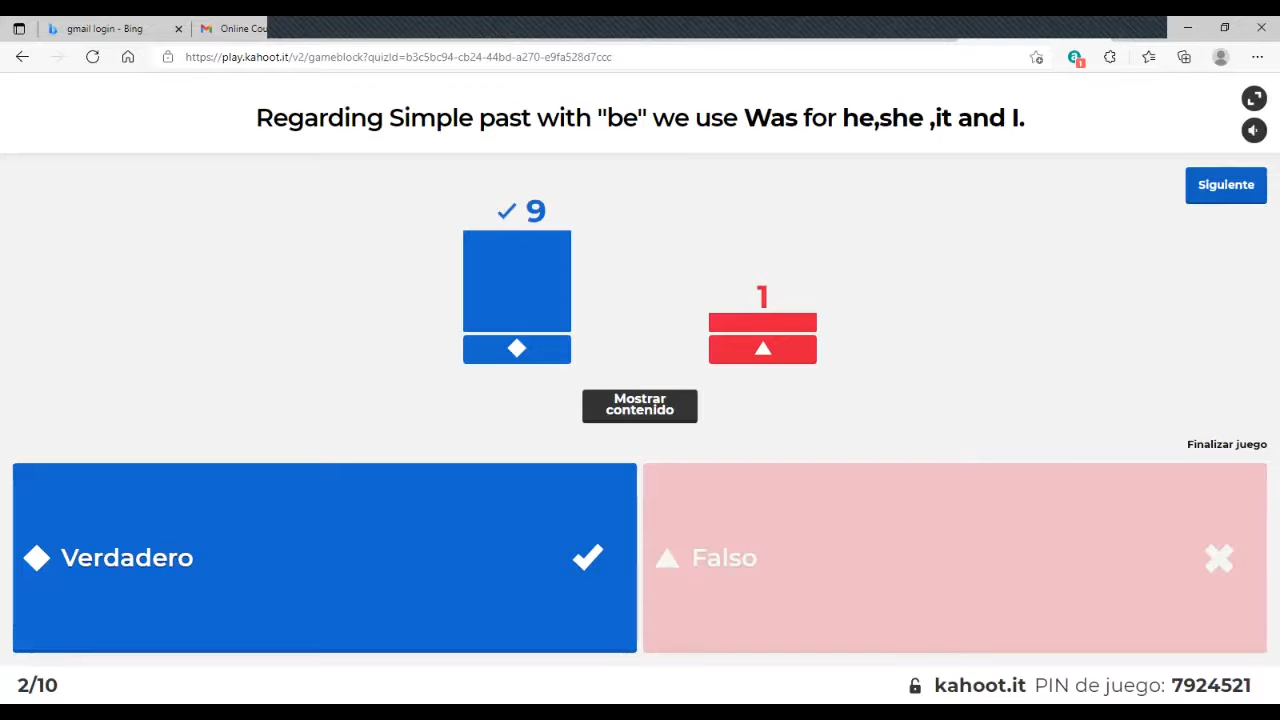 gmail login - Bing
Online Cou
https://play.kahoot.it/v2/gameblock?quizId=b3c5bc94-cb24-44bd-a270-e9fa528d7ccc
Regarding Simple past with "be" we use Was for he,she ,it and I.
Siguiente
9
1
Mostrar
contenido
Finalizar juego
Verdadero
Falso
2/10
kahoot.it PIN de juego: 7924521